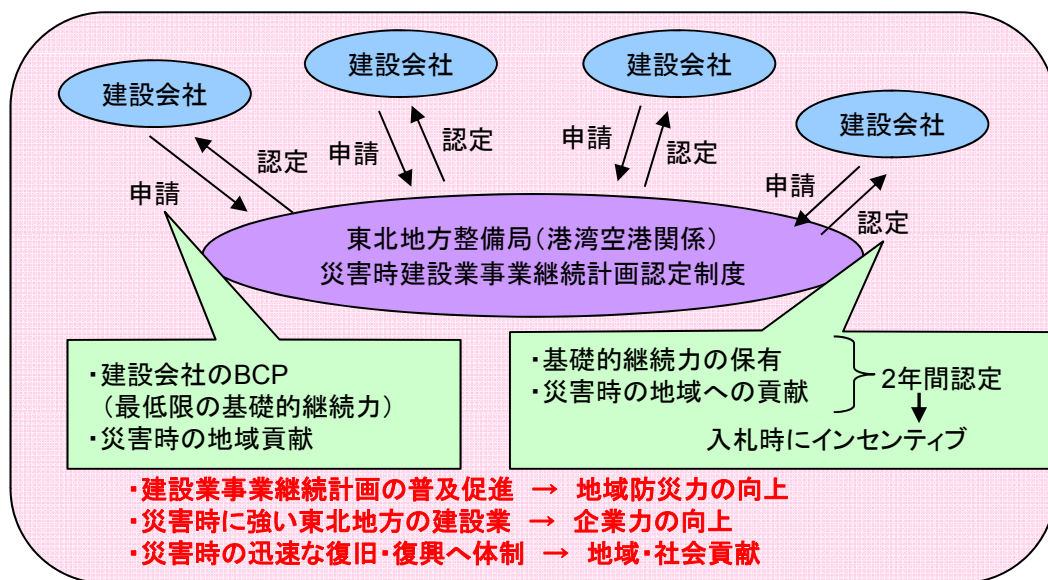 建設会社
建設会社
建設会社
建設会社
申請
認定
申請
認定
申請
認定
申請
認定
東北地方整備局(港湾空港関係)
災害時建設業事業継続計画認定制度
・建設会社のBCP
(最低限の基礎的継続力)
・災害時の地域貢献
・基礎的継続力の保有
・災害時の地域への貢献
2年間認定
入札時にインセンティブ
・建設業事業継続計画の普及促進 → 地域防災力の向上
・災害時に強い東北地方の建設業 → 企業力の向上
・災害時の迅速な復旧・復興へ体制 → 地域・社会貢献